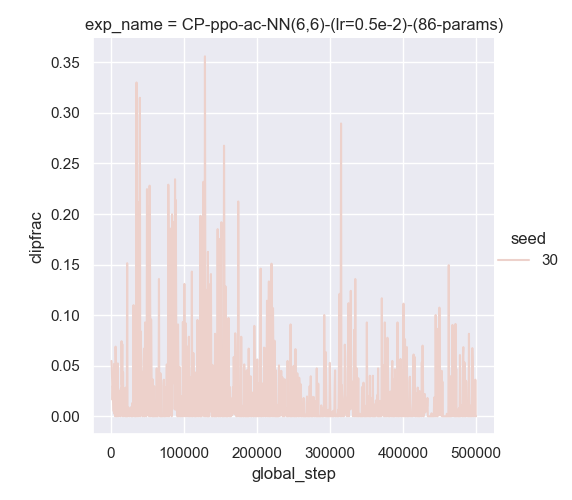 exp_name = CP-ppo-ac-NN(6,6)-(lr=0.5e-2)-(86-params)
0.35
0.30
0.25
0.20
0.15
0.10
0.05
0.00
clipfrac
0 100000 200000 300000 400000 500000
global_step
seed
30